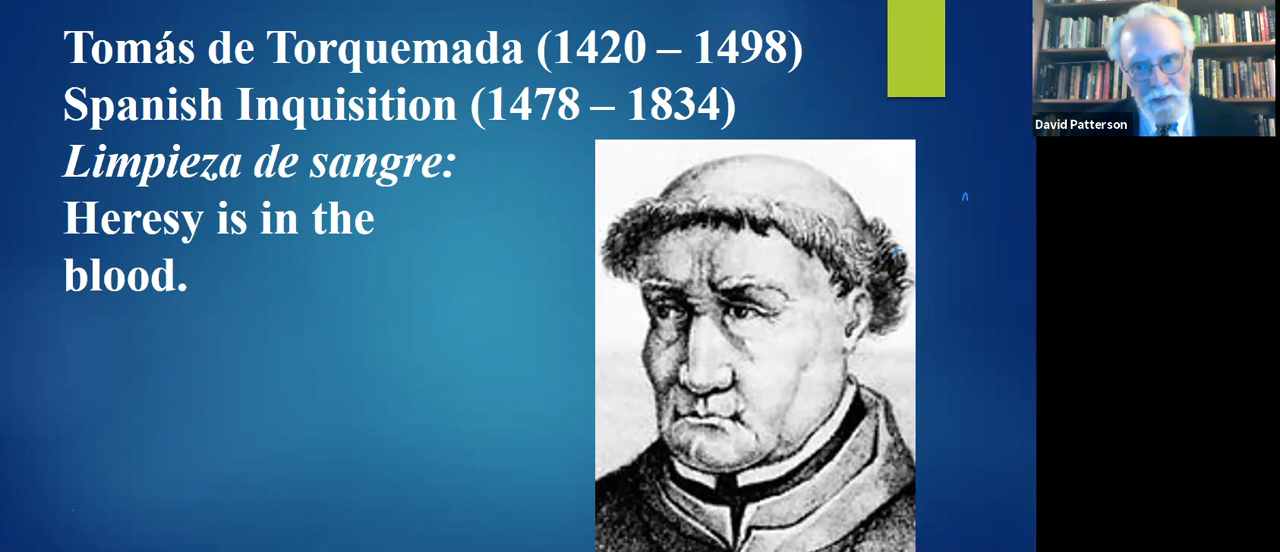 Tomás de Torquemada (1420 – 1498)
Spanish Inquisition (1478 – 1834)
Limpieza de sangre:
Heresy is in the
blood.
David Patterson